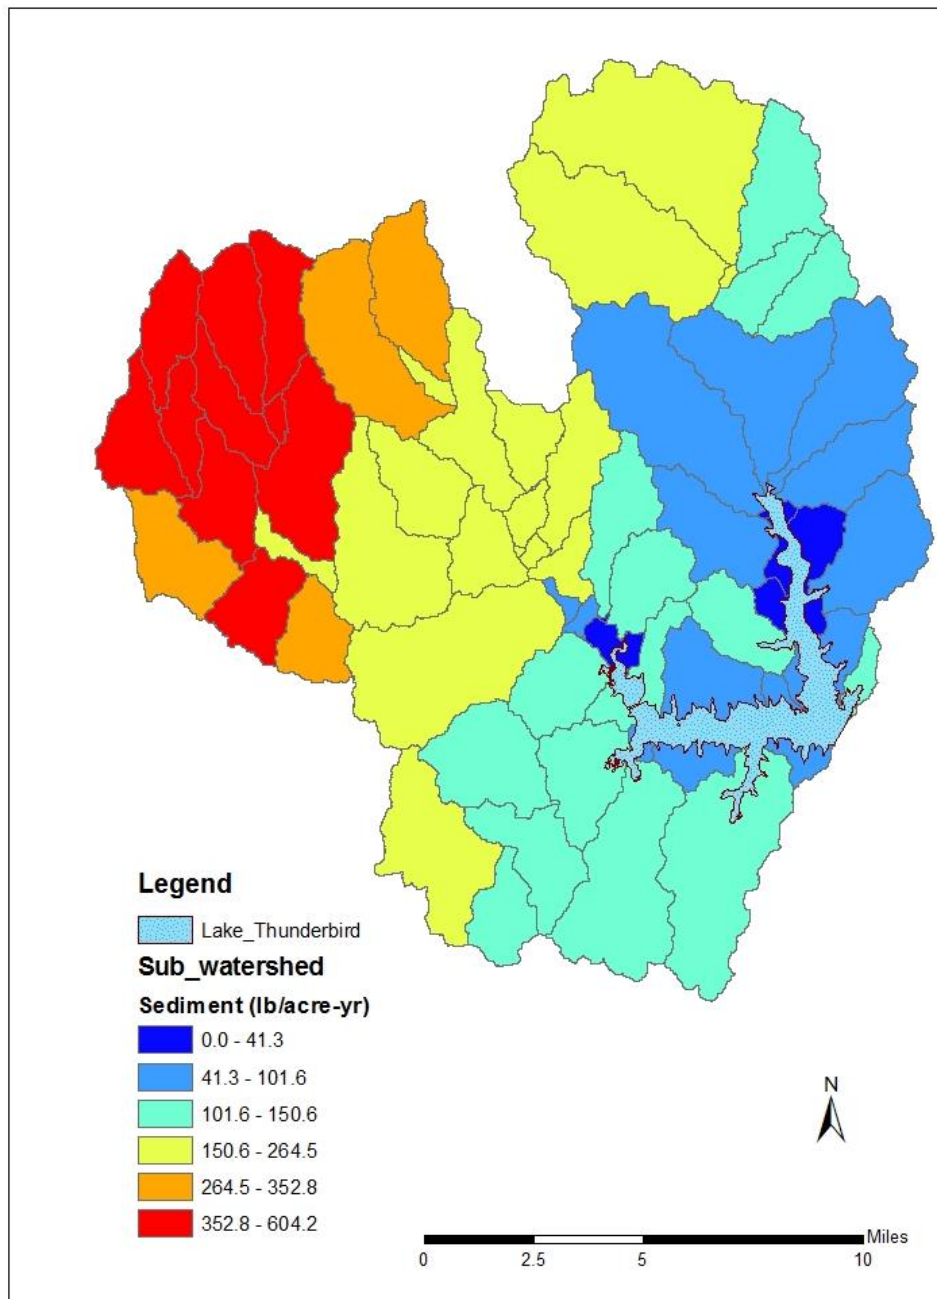 Legend
Lake_Thunderbird
Sub_watershed
Sediment (lb/acre-yr)
0.0 - 41.3
41.3 - 101.6
101.6 - 150.6
150.6 - 264.5
264.5 - 352.8
352.8 - 604.2
N
Miles
0 2.5 5 10